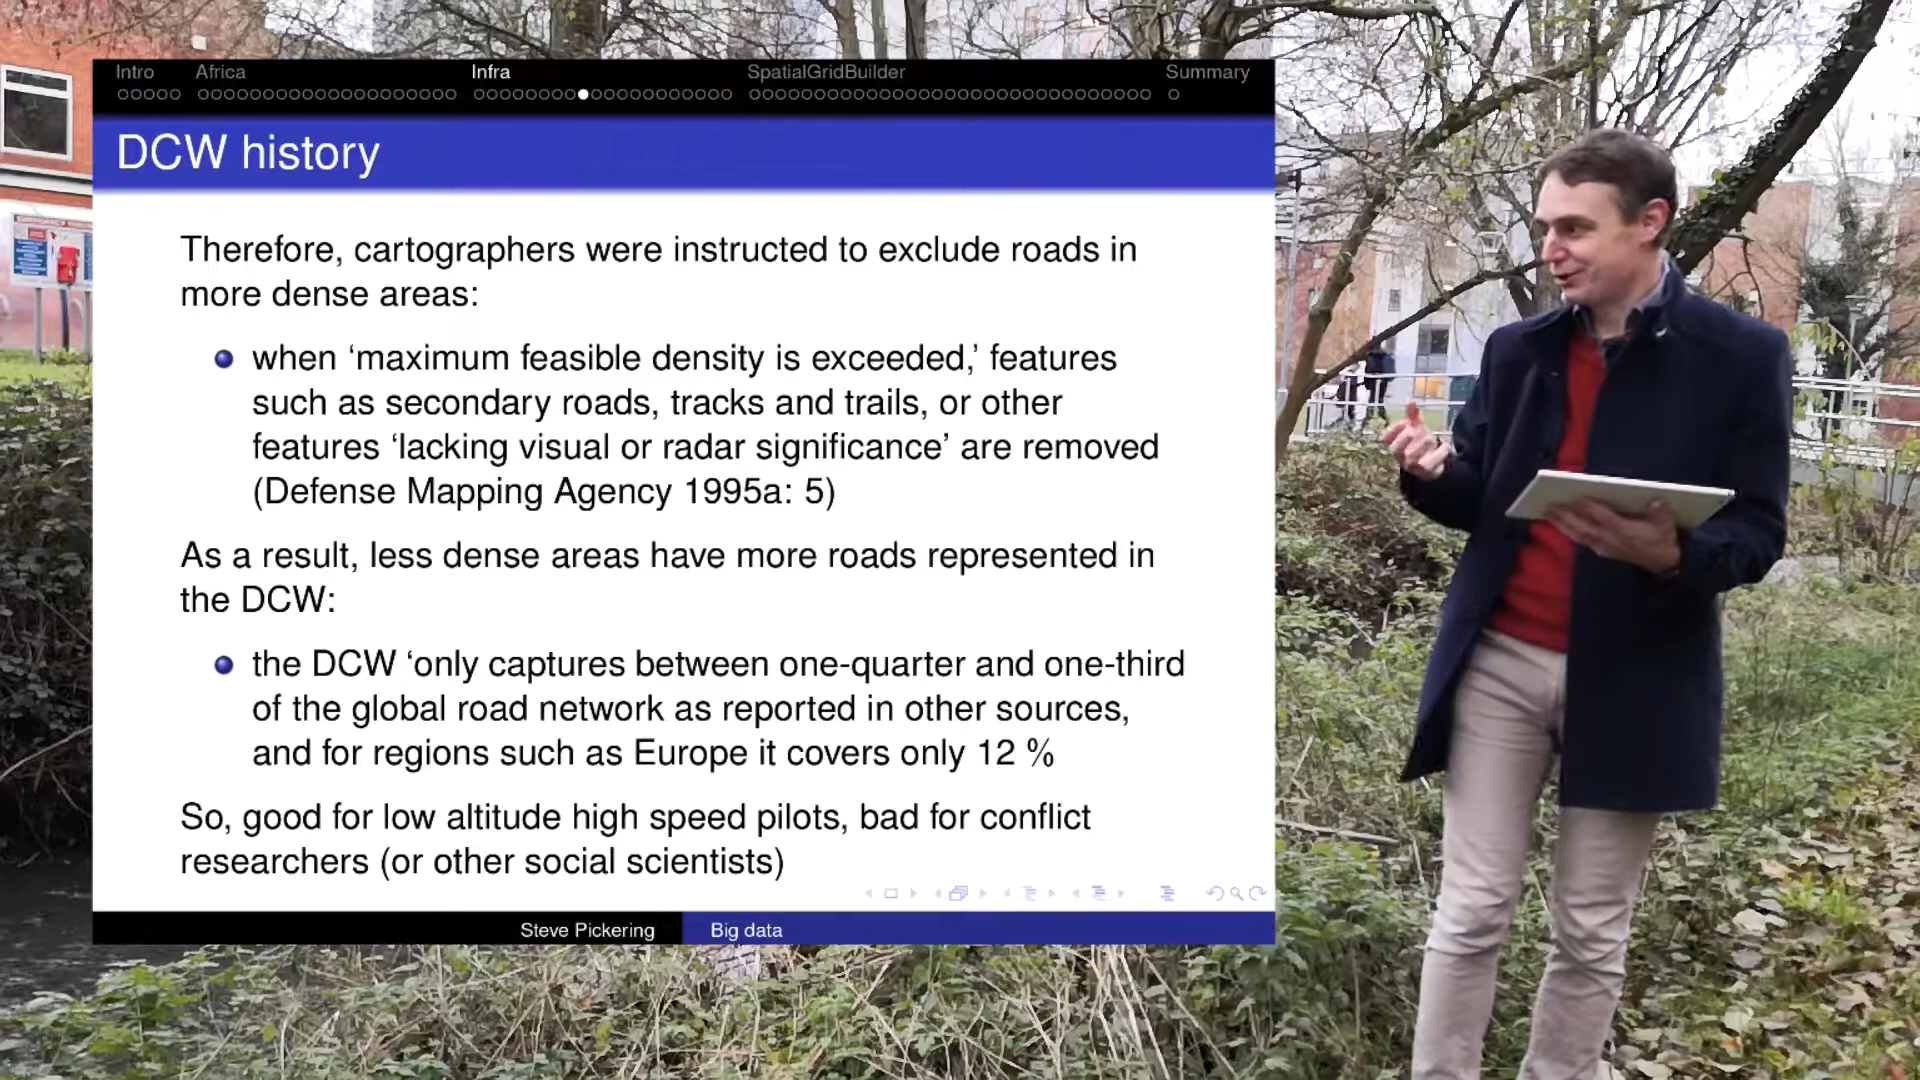 Intro Africa Infra SpatialGridBuilder Summary
DCW history
Therefore, cartographers were instructed to exclude roads in
more dense areas:
when ‘maximum feasible density is exceeded,’ features
such as secondary roads, tracks and trails, or other
features ‘lacking visual or radar significance’ are removed
(Defense Mapping Agency 1995a: 5)
As a result, less dense areas have more roads represented in
the DCW:
the DCW ‘only captures between one-quarter and one-third
of the global road network as reported in other sources,
and for regions such as Europe it covers only 12 %
So, good for low altitude high speed pilots, bad for conflict
researchers (or other social scientists)
Steve Pickering Big data